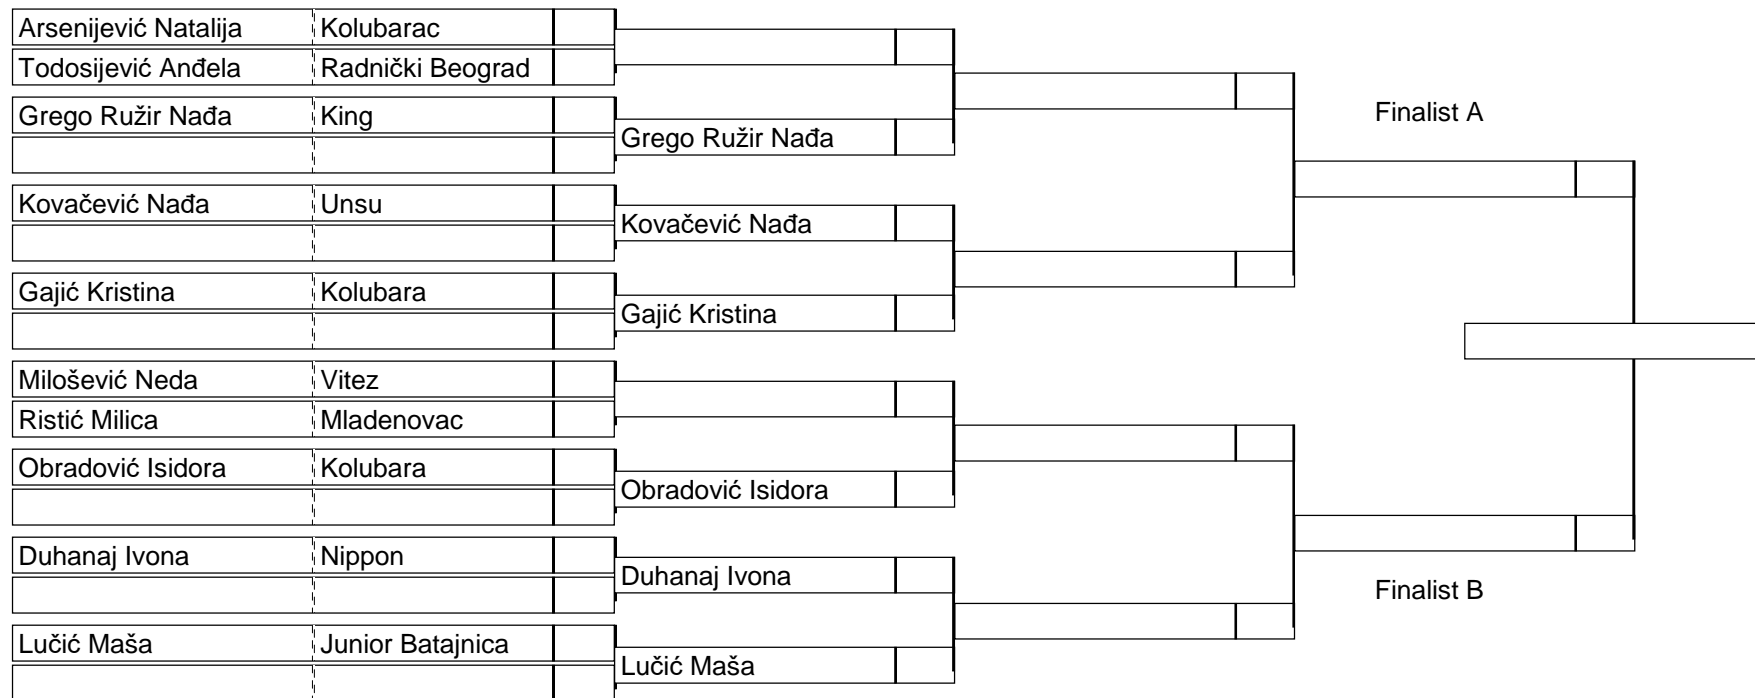 Arsenijević Natalija Kolubarac
Todosijević Anđela Radnički Beograd
Grego Ružir Nađa King
Grego Ružir Nađa
Kovačević Nađa Unsu
Kovačević Nađa
Gajić Kristina Kolubara
Gajić Kristina
Milošević Neda Vitez
Ristić Milica Mladenovac
Obradović Isidora Kolubara
Obradović Isidora
Duhanaj Ivona Nippon
Duhanaj Ivona
Lučić Maša Junior Batajnica
Lučić Maša
Finalist A
Finalist B